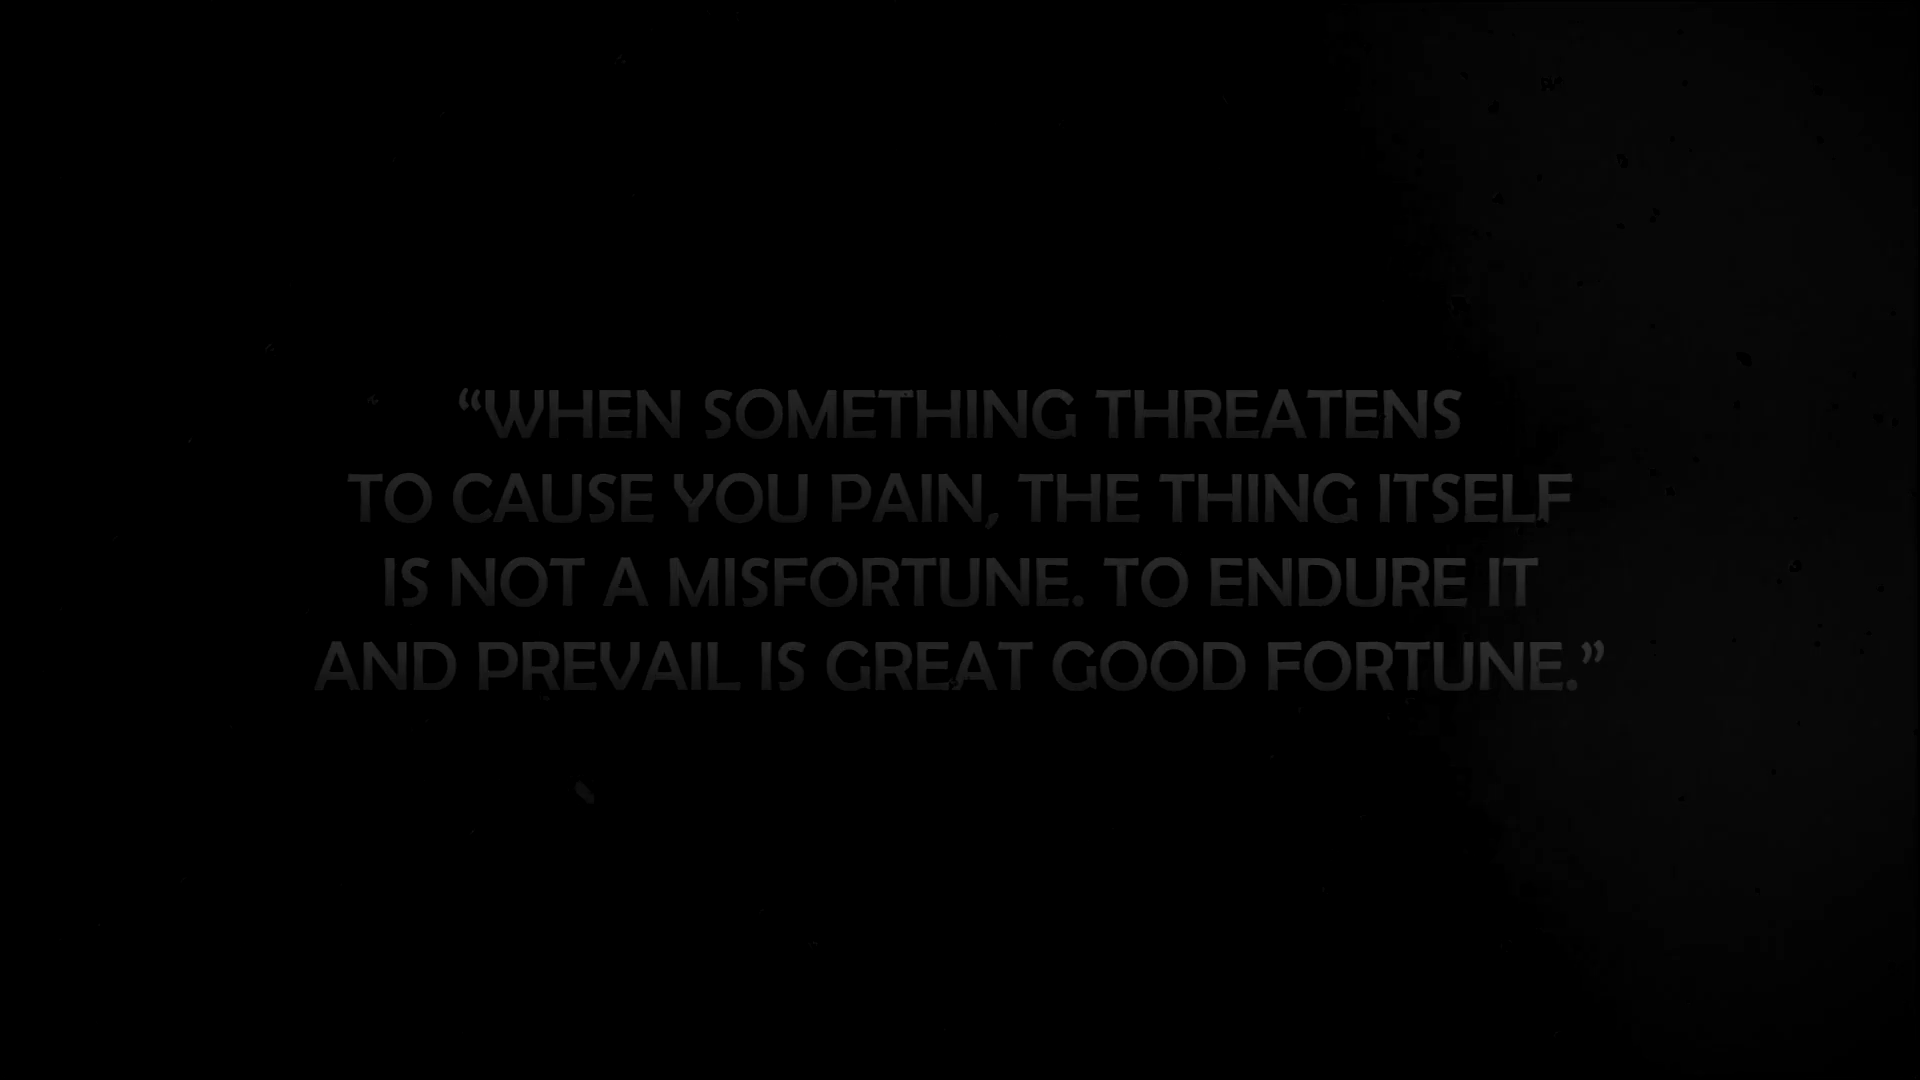 “WHEN SOMETHING THREATENS
TO CAUSE YOU PAIN, THE THING ITSELF
IS NOT A MISFORTUNE. TO ENDURE IT
AND PREVAIL IS GREAT GOOD FORTUNE.”